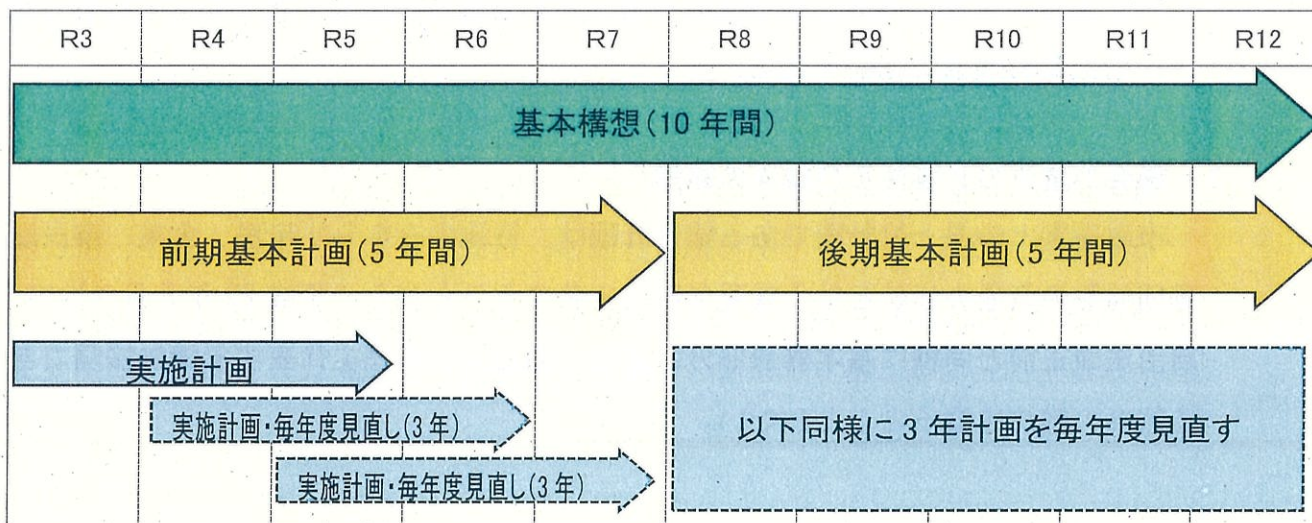 R3 R4 R5 R6 R7 R8 R9 R10 R11 R12
基本構想(10年間)
前期基本計画(5年間) 後期基本計画(5年間)
実施計画
実施計画・毎年度見直し(3年)
以下同様に3年計画を毎年度見直す
実施計画・毎年度見直し(3年)